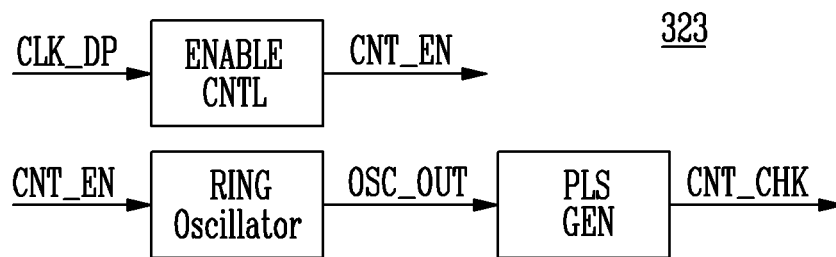 323
CLK_DP
ENABLE
CNTL
CNT_EN
CNT_EN
RING
Oscillator
OSC_OUT
PLS
GEN
CNT_CHK